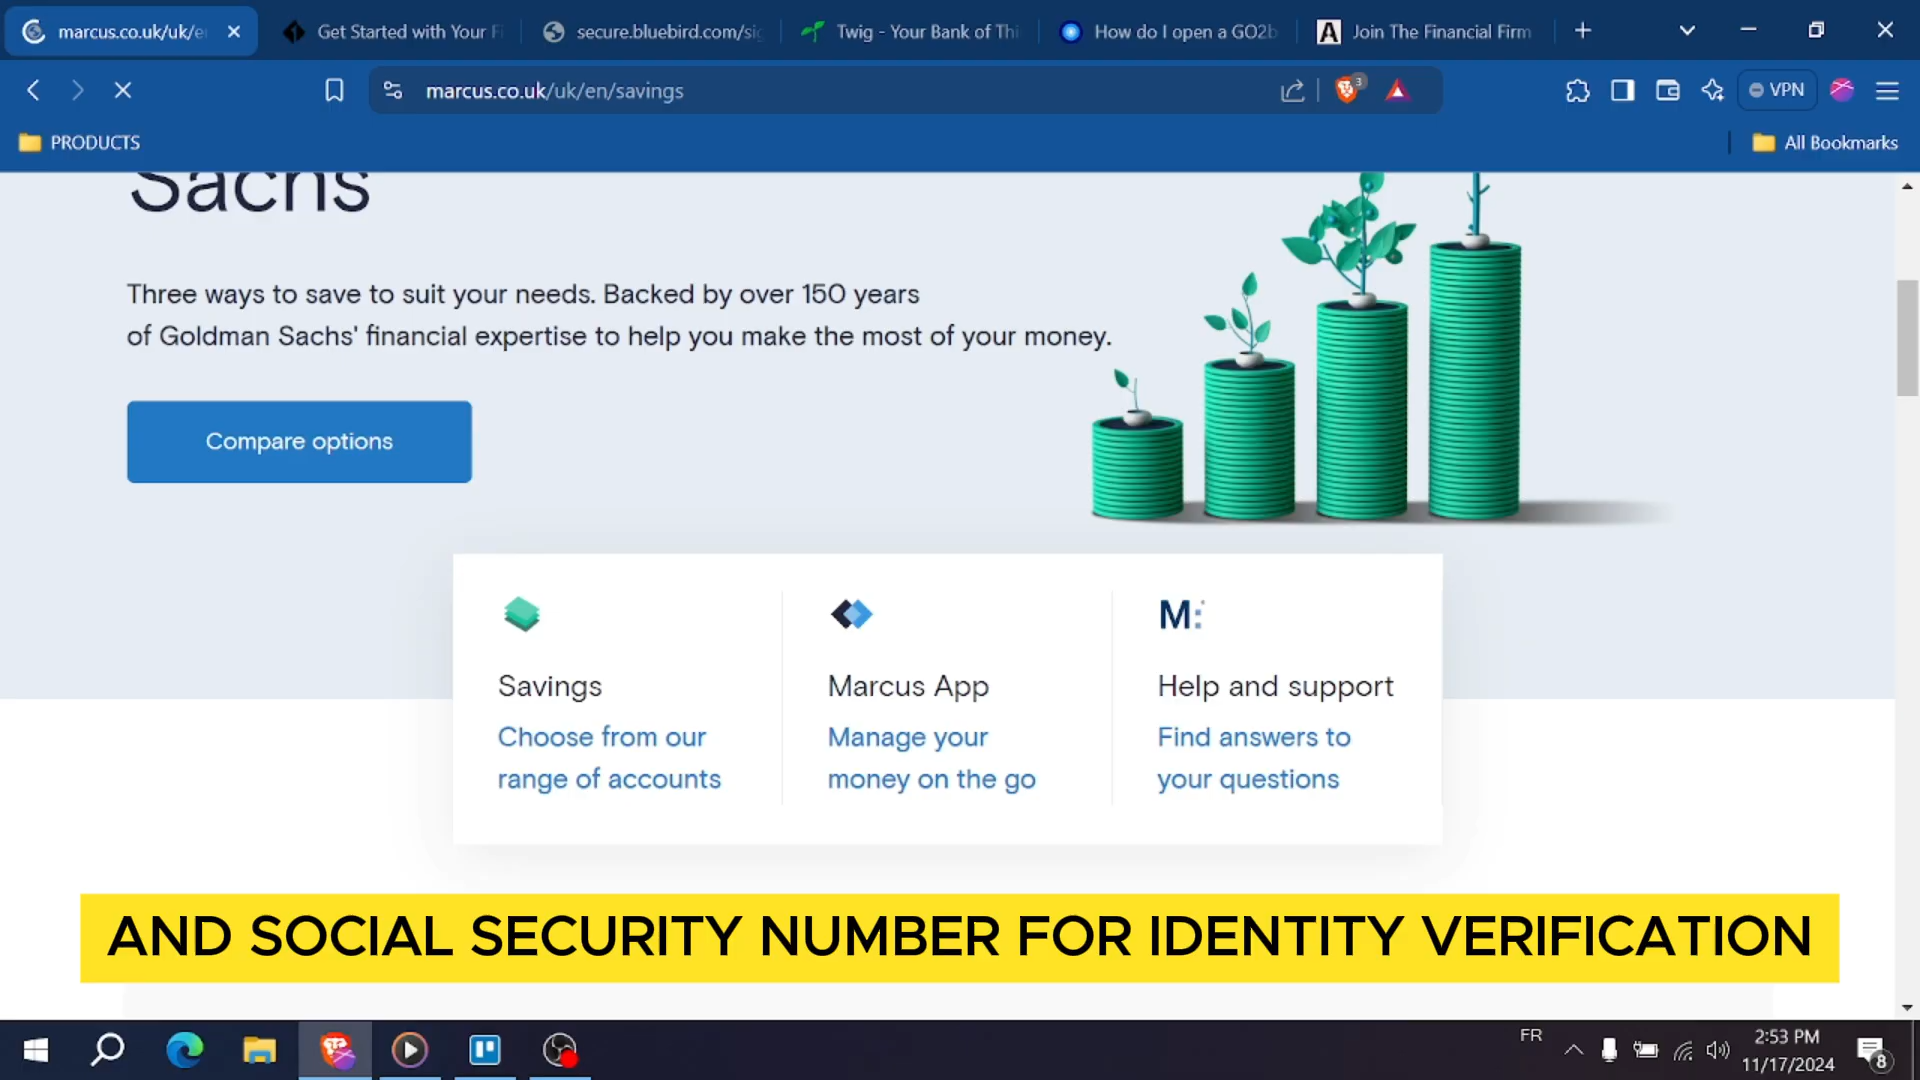 marcus.co.uk/uk/e
Get Started with Your F
secure.bluebird.com/si
Twig - Your Bank of Thi
How do I open a GO2b
A
Join The Financial Firm
marcus.co.uk/uk/en/savings
3
VPN
PRODUCTS
All Bookmarks
Sachs
Three ways to save to suit your needs. Backed by over 150 years
of Goldman Sachs' financial expertise to help you make the most of your money.
Compare options
M:
Savings
Marcus App
Help and support
Choose from our
range of accounts
Manage your
money on the go
Find answers to
your questions
AND SOCIAL SECURITY NUMBER FOR IDENTITY VERIFICATION
FR
2:53 PM
11/17/2024
8